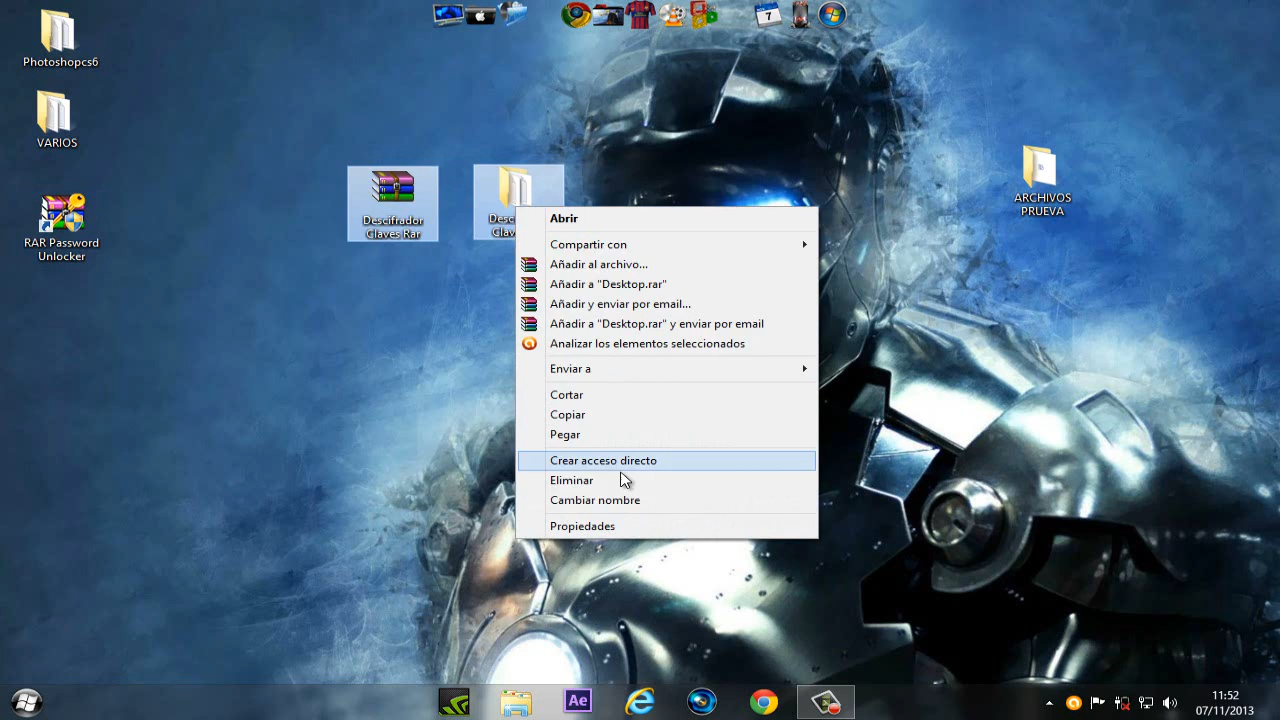 7
Photoshopcs6
VARIOS
RAR Password
Unlocker
Descifrador
Claves Rar
ARCHIVOS
PRUEVA
Abrir
Compartir con
Añadir al archivo...
Añadir a "Desktop.rar"
Añadir y enviar por email...
Añadir a "Desktop.rar" y enviar por email
Analizar los elementos seleccionados
Enviar a
Cortar
Copiar
Pegar
Crear acceso directo
Eliminar
Cambiar nombre
Propiedades
Ae
11:52
07/11/2013